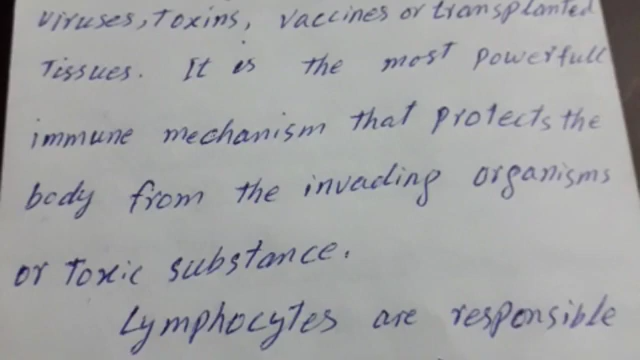 viruses, Toxins, vaccines or transplanted
Tissues. It is the most powerfull
immune mechanism that protects the
body from the invading organisms
or Toxic substance.
Lymphocytes are responsible